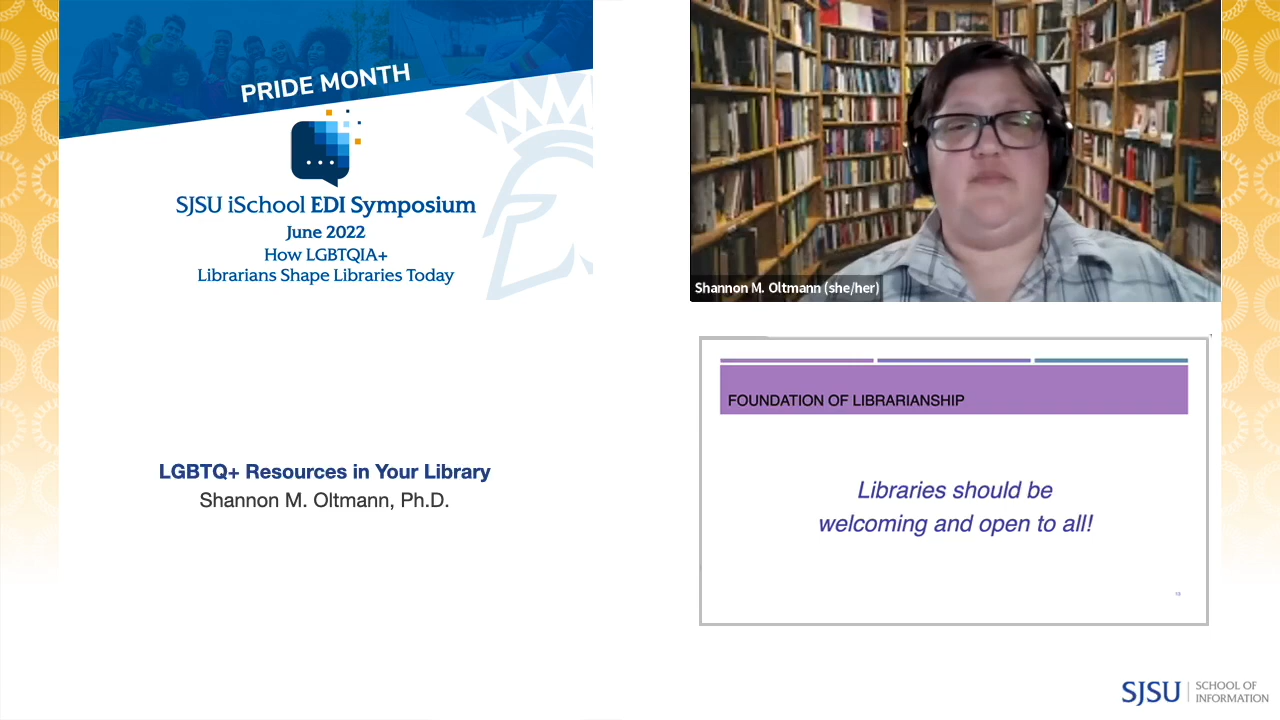 PRIDE MONTH
SJSU iSchool EDI Symposium
June 2022
How LGBTQIA+
Librarians Shape Libraries Today
LGBTQ+ Resources in Your Library
Shannon M. Oltmann, Ph.D.
Shannon M. Oltmann (she/her)
FOUNDATION OF LIBRARIANSHIP
Libraries should be
welcoming and open to all!
SJSU SCHOOL OF
INFORMATION